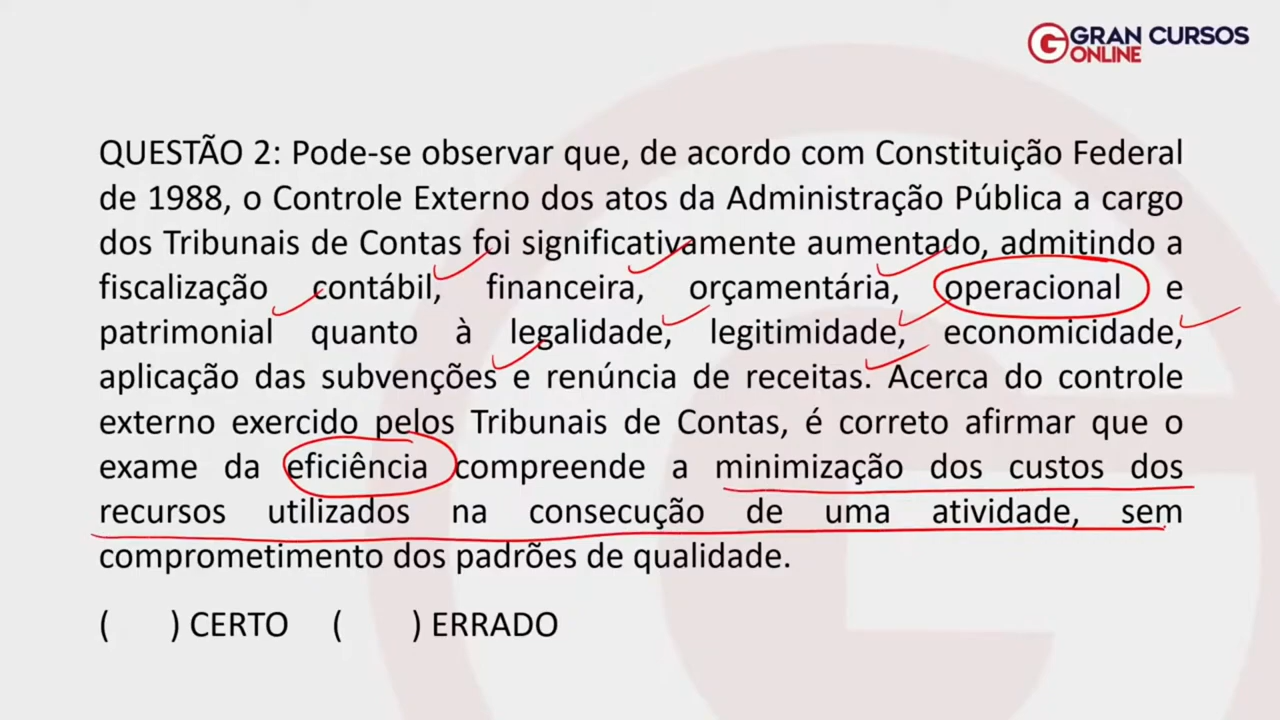 GRAN CURSOS
ONLINE
QUESTÃO 2: Pode-se observar que, de acordo com Constituição Federal
de 1988, o Controle Externo dos atos da Administração Pública a cargo
dos Tribunais de Contas foi significativamente aumentado, admitindo a
fiscalização contábil, financeira, orçamentária, operacional e
patrimonial quanto à legalidade, legitimidade, economicidade,
aplicação das subvenções e renúncia de receitas. Acerca do controle
externo exercido pelos Tribunais de Contas, é correto afirmar que o
exame da eficiência compreende a minimização dos custos dos
recursos utilizados na consecução de uma atividade, sem
comprometimento dos padrões de qualidade.
( ) CERTO ( ) ERRADO